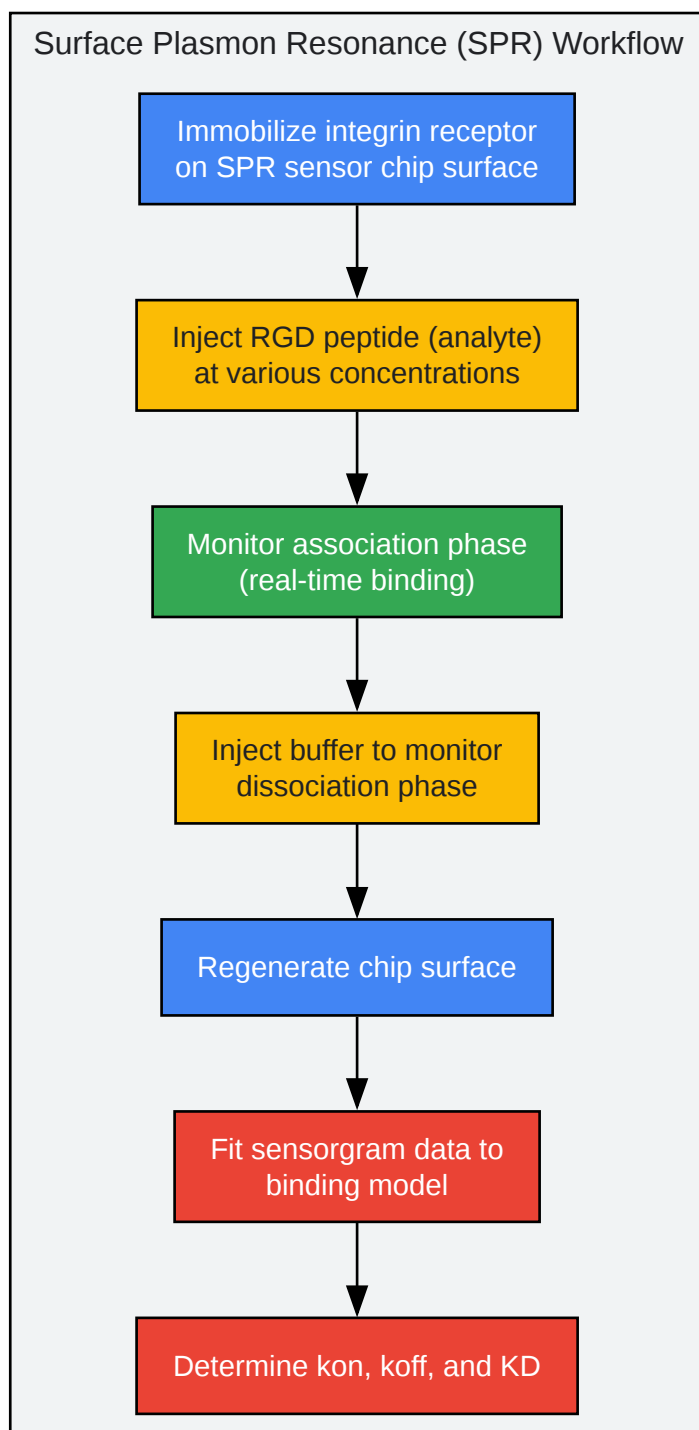 Surface Plasmon Resonance (SPR) Workflow
Immobilize integrin receptor
on SPR sensor chip surface
Inject RGD peptide (analyte)
at various concentrations
Monitor association phase
(real-time binding)
Inject buffer to monitor
dissociation phase
Regenerate chip surface
Fit sensorgram data to
binding model
Determine kon, koff, and KD